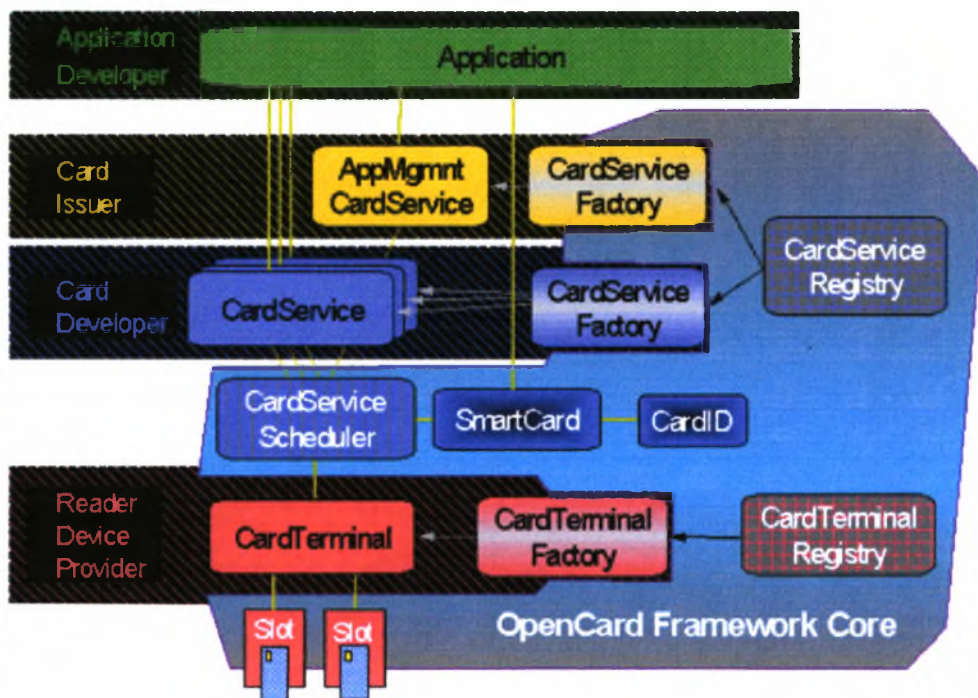 Application
Developer
Application
Card
Issuer
AppMgmnt
CardService
CardService
Factory
CardService
Registry
Card
Developer
CardService
CardService
Factory
CardService
Scheduler
SmartCard
CardID
Reader
Device
Provider
CardTerminal
CardTerminal
Factory
CardTerminal
Registry
Slot
Slot
OpenCard Framework Core